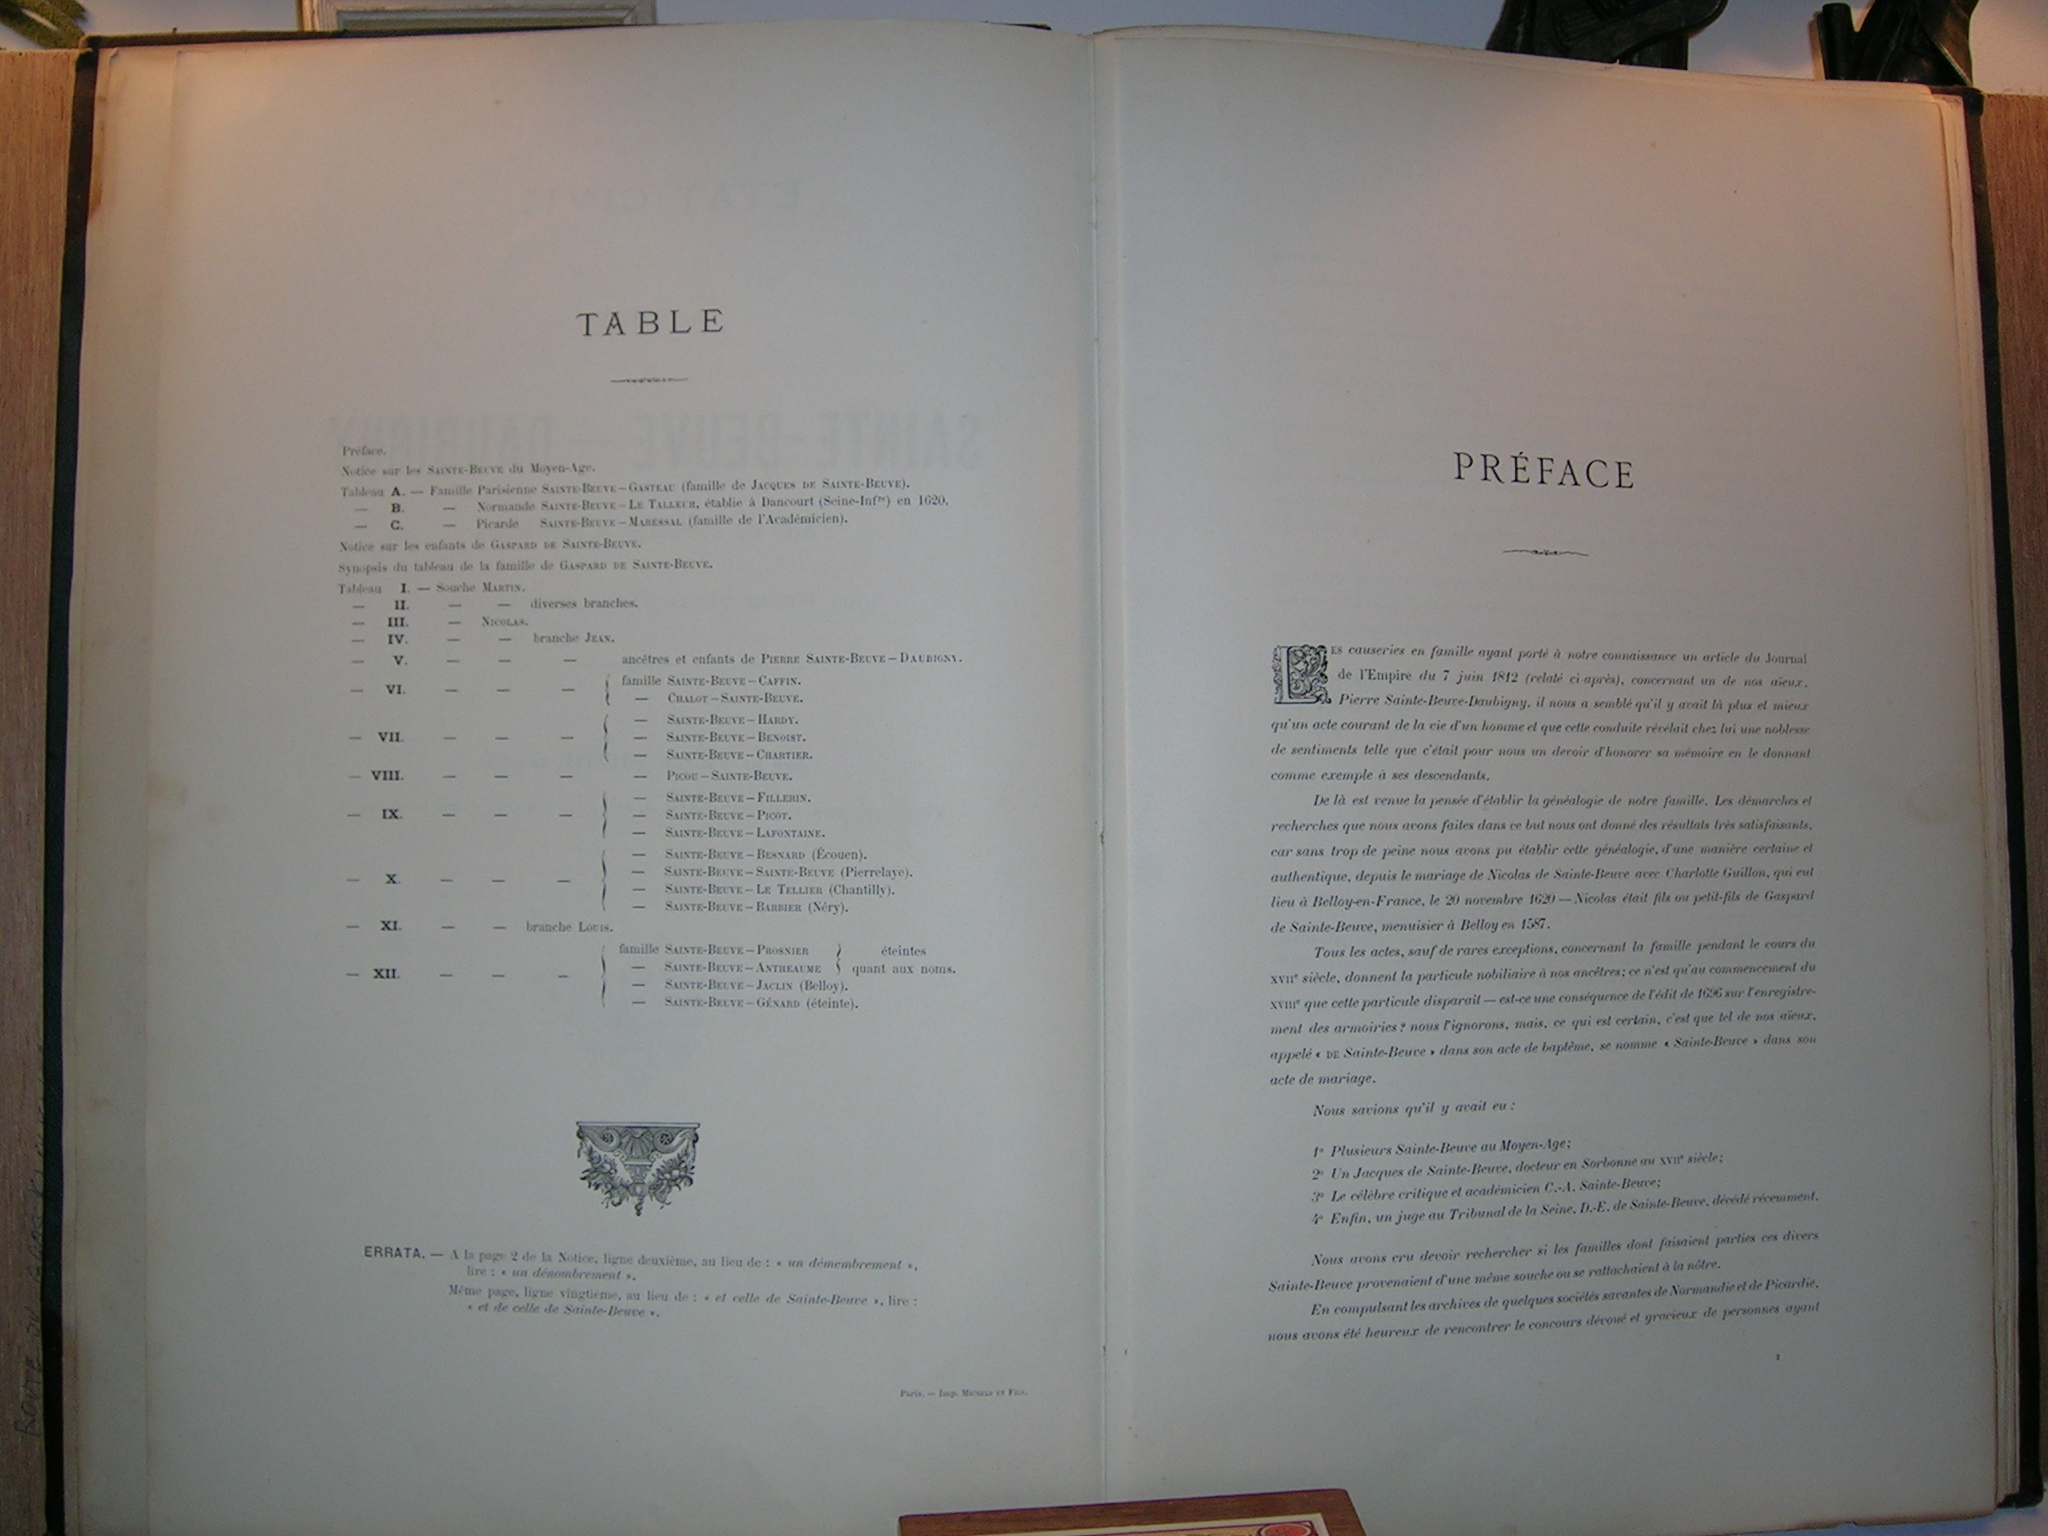 TABLE
Préface.
Notice sur les SAINTE-BEUVE du Moyen-Age.
Tableau A. — Famille Parisienne SAINTE-BEUVE—GASTEAU (famille de JACQUES DE SAINTE-BEUVE).
— B. — Normande SAINTE-BEUVE—LE TALLEUR, établie à Dancourt (Seine-Infre) en 1620.
— C. — Picarde SAINTE-BEUVE—MARESSAL (famille de l'Académicien).
Notice sur les enfants de GASPARD DE SAINTE-BEUVE.
Synopsis du tableau de la famille de GASPARD DE SAINTE-BEUVE.
Tableau I. — Souche MARTIN.
— II. — — diverses branches.
— III. — NICOLAS.
— IV. — — branche JEAN.
— V. — — — ancêtres et enfants de PIERRE SAINTE-BEUVE—DAUBIGNY.
— VI. — — — famille SAINTE-BEUVE—CAFFIN.
— CHALOT—SAINTE-BEUVE.
— SAINTE-BEUVE—HARDY.
— VII. — — — — SAINTE-BEUVE—BENOIST.
— SAINTE-BEUVE—CHARTIER.
— VIII. — — — — PICOU—SAINTE-BEUVE.
— SAINTE-BEUVE—FILLERIN.
— IX. — — — — SAINTE-BEUVE—PICOT.
— SAINTE-BEUVE—LAFONTAINE.
— SAINTE-BEUVE—BESNARD (Écouen).
— X. — — — — SAINTE-BEUVE—SAINTE-BEUVE (Pierrelaye).
— SAINTE-BEUVE—LE TELLIER (Chantilly).
— SAINTE-BEUVE—BARBIER (Néry).
— XI. — — branche LOUIS.
famille SAINTE-BEUVE—PROSNIER } éteintes
— XII. — — — — SAINTE-BEUVE—ANTHEAUME } quant aux noms.
— SAINTE-BEUVE—JACLIN (Belloy).
— SAINTE-BEUVE—GÉNARD (éteinte).
ERRATA. — A la page 2 de la Notice, ligne deuxième, au lieu de : « un démembrement »,
lire : « un dénombrement ».
Même page, ligne vingtième, au lieu de : « et celle de Sainte-Beuve », lire :
« et de celle de Sainte-Beuve ».
Paris. — Imp. ET FILS.
PRÉFACE
DES causeries en famille ayant porté à notre connaissance un article du Journal
de l'Empire du 7 juin 1812 (relaté ci-après), concernant un de nos aïeux,
Pierre Sainte-Beuve-Daubigny, il nous a semblé qu'il y avait là plus et mieux
qu'un acte courant de la vie d'un homme et que cette conduite révélait chez lui une noblesse
de sentiments telle que c'était pour nous un devoir d'honorer sa mémoire en le donnant
comme exemple à ses descendants.
De là est venue la pensée d'établir la généalogie de notre famille. Les démarches et
recherches que nous avons faites dans ce but nous ont donné des résultats très satisfaisants,
car sans trop de peine nous avons pu établir cette généalogie, d'une manière certaine et
authentique, depuis le mariage de Nicolas de Sainte-Beuve avec Charlotte Guillon, qui eut
lieu à Belloy-en-France, le 20 novembre 1620 — Nicolas était fils ou petit-fils de Gaspard
de Sainte-Beuve, menuisier à Belloy en 1587.
Tous les actes, sauf de rares exceptions, concernant la famille pendant le cours du
XVIIe siècle, donnent la particule nobiliaire à nos ancêtres; ce n'est qu'au commencement du
XVIIIe que cette particule disparait — est-ce une conséquence de l'édit de 1696 sur l'enregistre-
ment des armoiries? nous l'ignorons, mais, ce qui est certain, c'est que tel de nos aïeux,
appelé « DE Sainte-Beuve » dans son acte de baptême, se nomme « Sainte-Beuve » dans son
acte de mariage.
Nous savions qu'il y avait eu :
1o Plusieurs Sainte-Beuve au Moyen-Age;
2o Un Jacques de Sainte-Beuve, docteur en Sorbonne au XVIIe siècle;
3o Le célèbre critique et académicien C.-A. Sainte-Beuve;
4o Enfin, un juge au Tribunal de la Seine, D.-E. de Sainte-Beuve, décédé récemment.
Nous avons cru devoir rechercher si les familles dont faisaient parties ces divers
Sainte-Beuve provenaient d'une même souche ou se rattachaient à la nôtre.
En compulsant les archives de quelques sociétés savantes de Normandie et de Picardie,
nous avons été heureux de rencontrer le concours dévoué et gracieux de personnes ayant